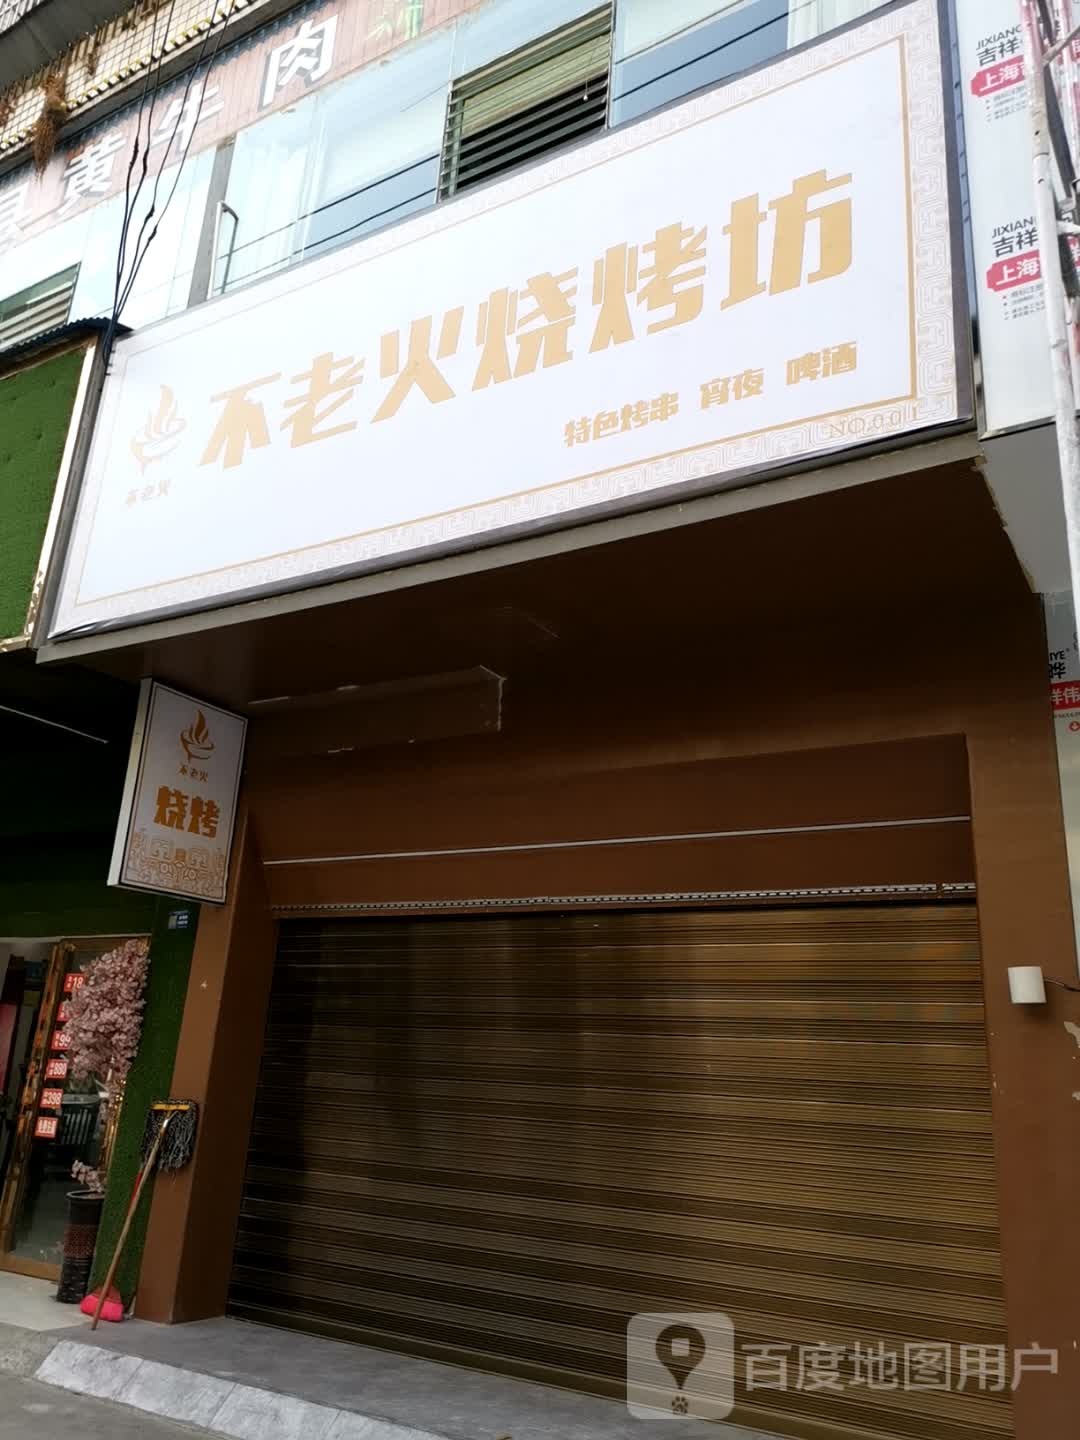 黄牛肉
JIXIANG
吉祥
上海
JIXIANG
吉祥
上海
不老火烧烤坊
特色烤串 宵夜 啤酒
NO.001
不老火
不老火
烧烤
祥伟
百度地图用户